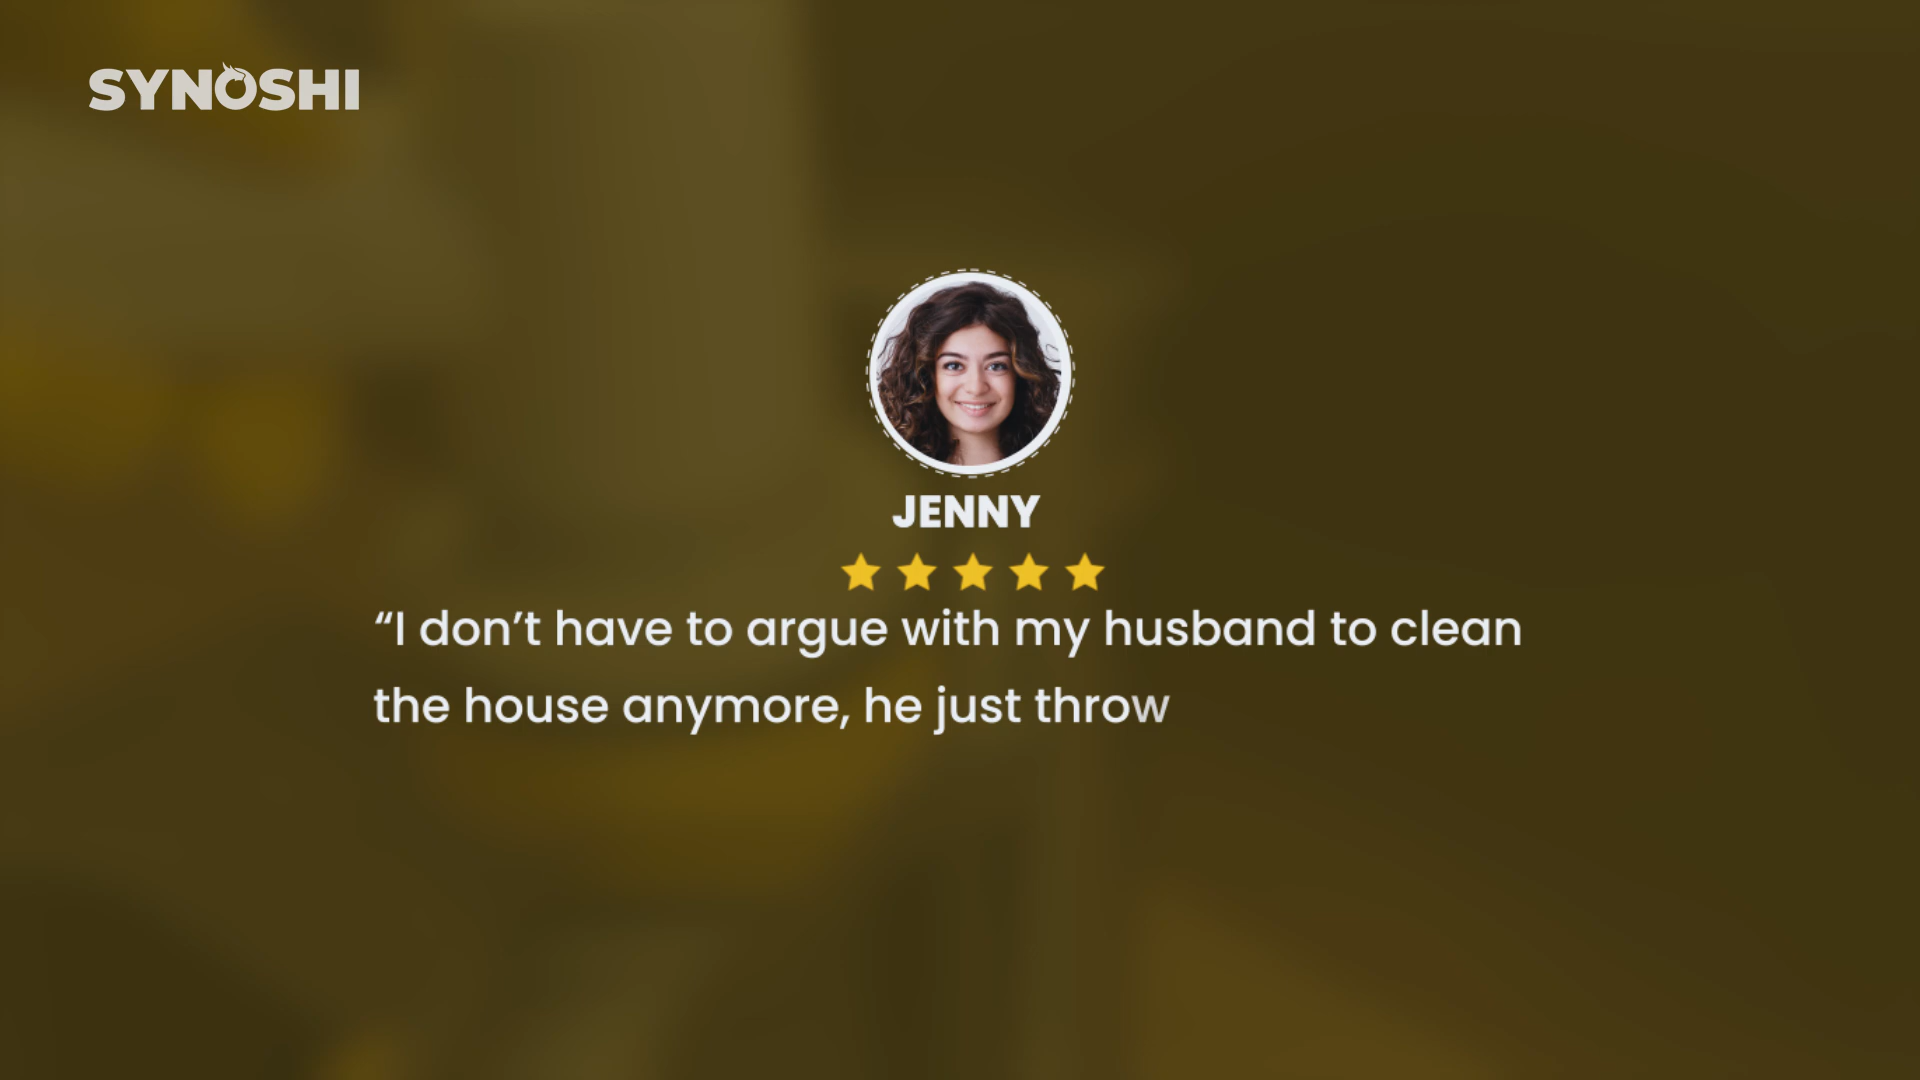 SYNOSHI
JENNY
“I don’t have to argue with my husband to clean
the house anymore, he just throw